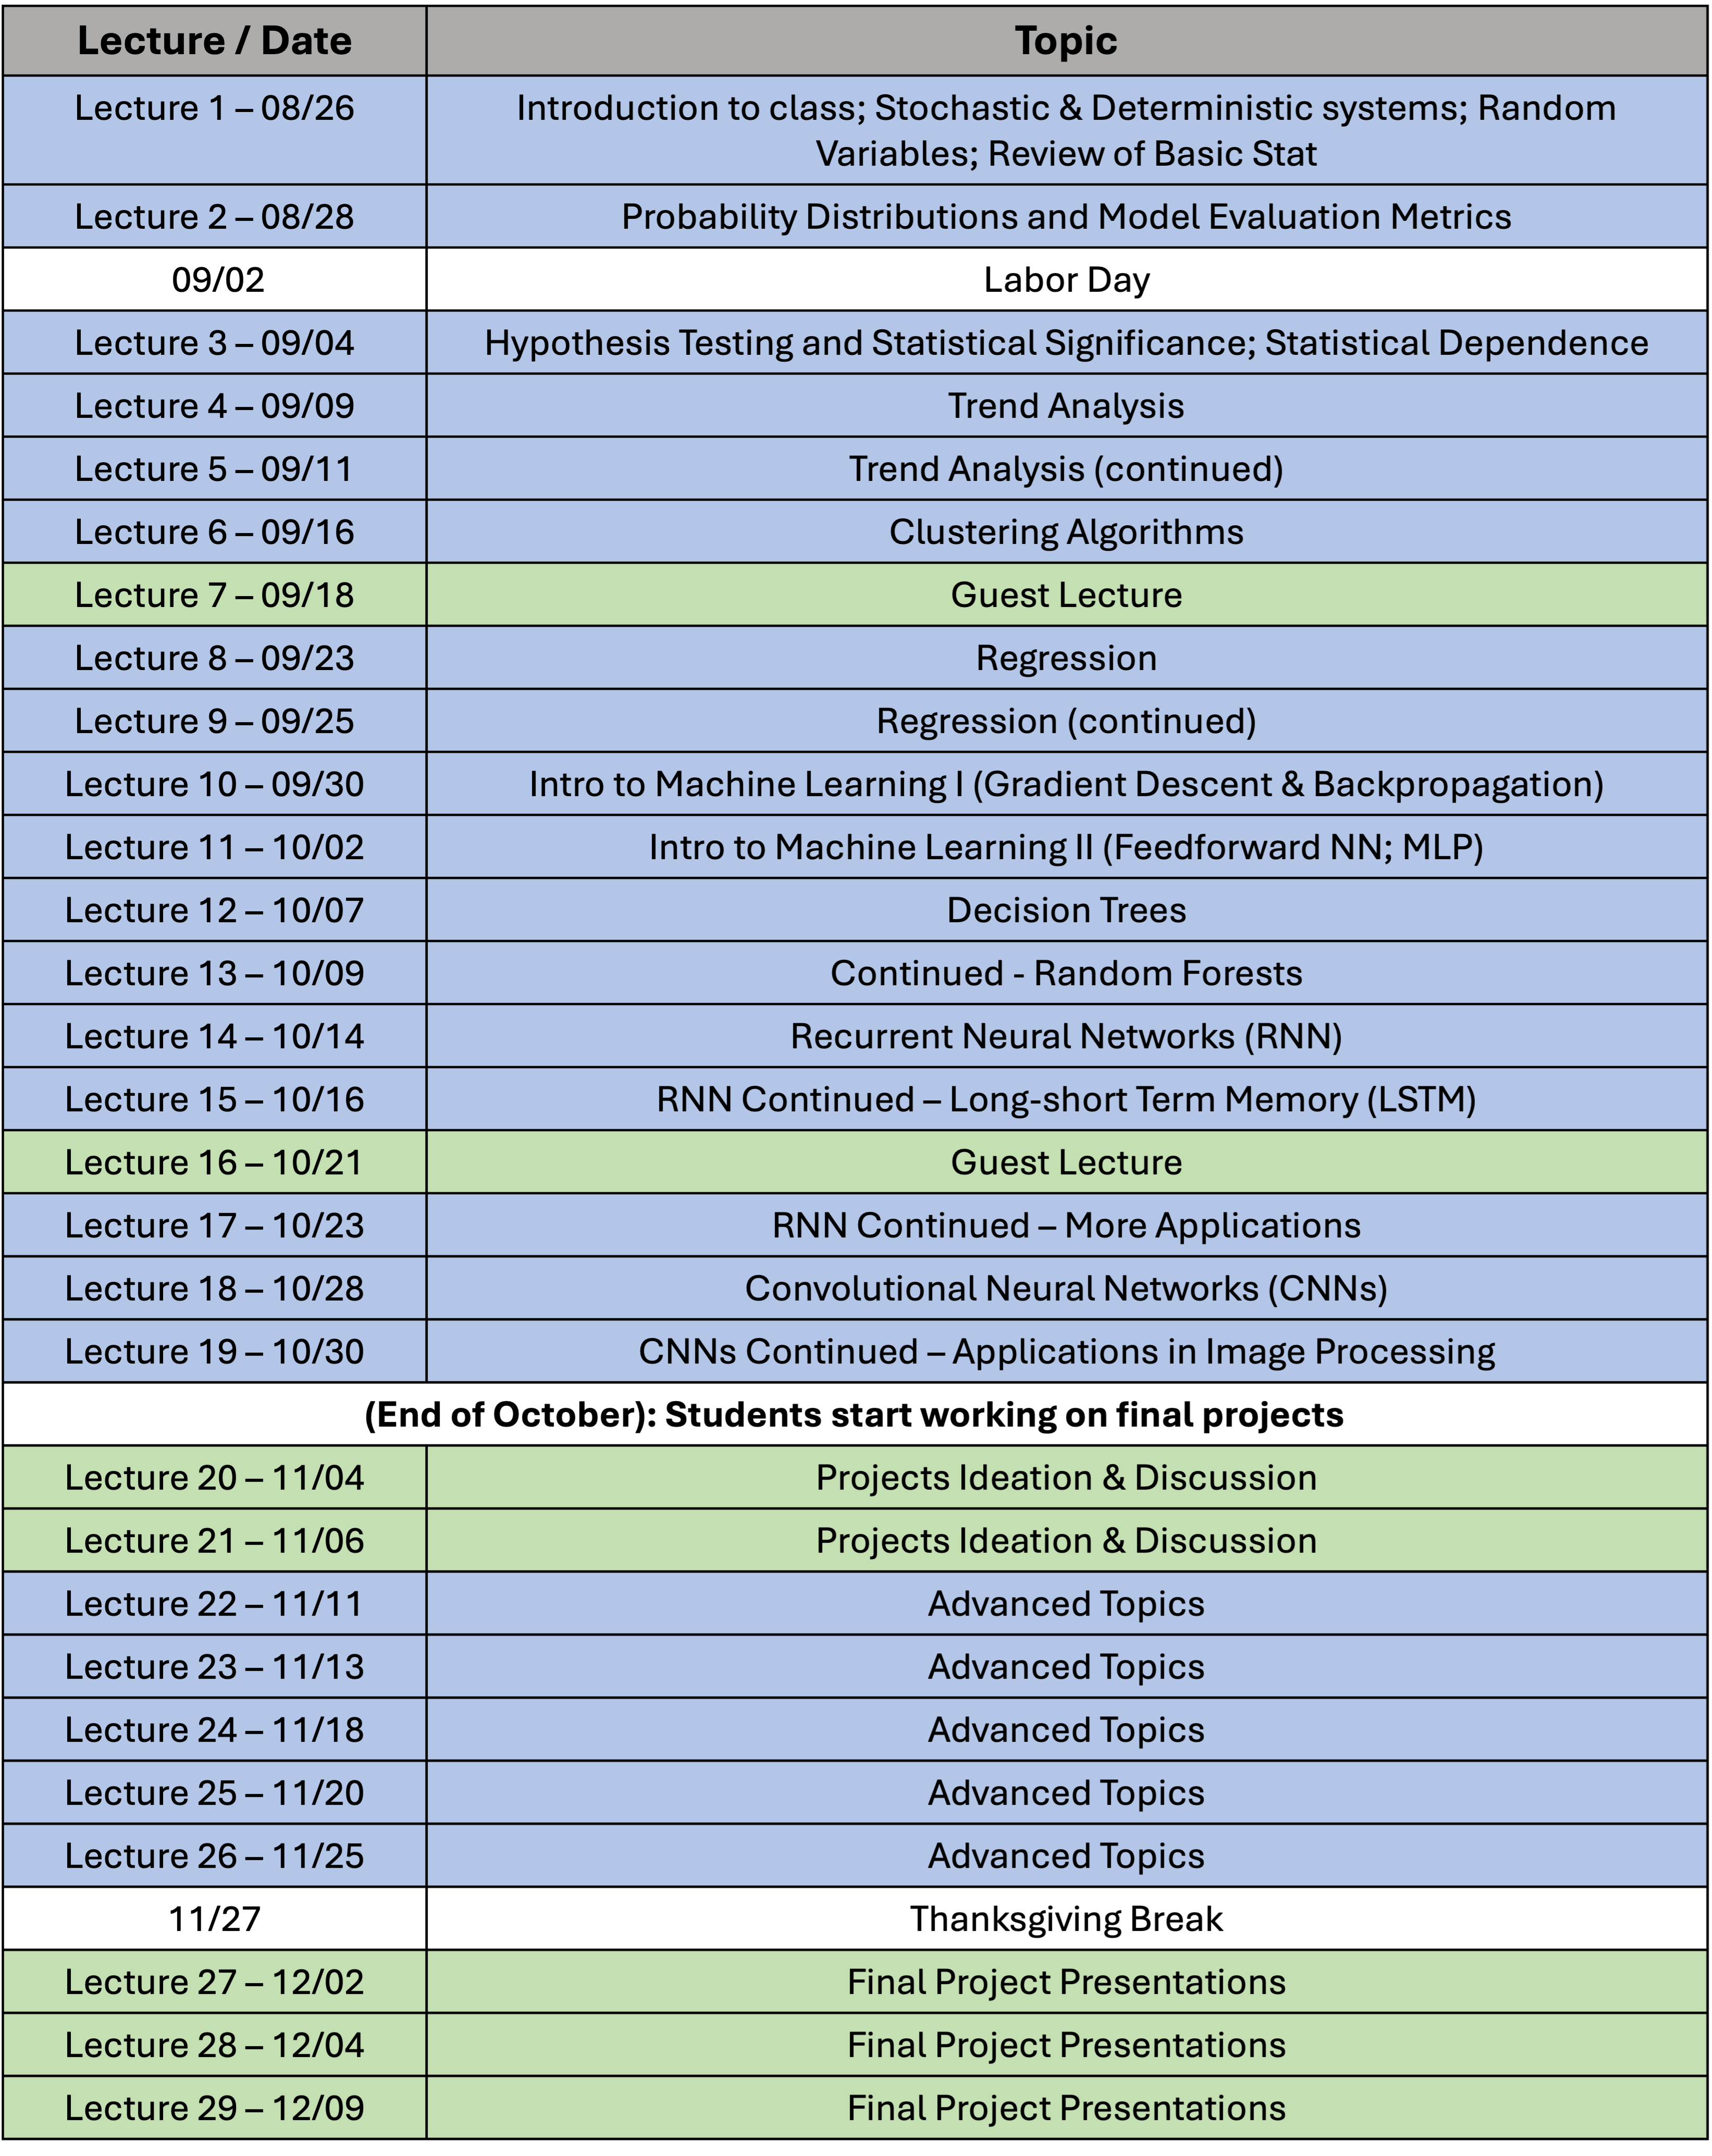 Lecture / Date Topic
Lecture 1 – 08/26 Introduction to class; Stochastic & Deterministic systems; Random
Variables; Review of Basic Stat
Lecture 2 – 08/28 Probability Distributions and Model Evaluation Metrics
09/02 Labor Day
Lecture 3 – 09/04 Hypothesis Testing and Statistical Significance; Statistical Dependence
Lecture 4 – 09/09 Trend Analysis
Lecture 5 – 09/11 Trend Analysis (continued)
Lecture 6 – 09/16 Clustering Algorithms
Lecture 7 – 09/18 Guest Lecture
Lecture 8 – 09/23 Regression
Lecture 9 – 09/25 Regression (continued)
Lecture 10 – 09/30 Intro to Machine Learning I (Gradient Descent & Backpropagation)
Lecture 11 – 10/02 Intro to Machine Learning II (Feedforward NN; MLP)
Lecture 12 – 10/07 Decision Trees
Lecture 13 – 10/09 Continued - Random Forests
Lecture 14 – 10/14 Recurrent Neural Networks (RNN)
Lecture 15 – 10/16 RNN Continued – Long-short Term Memory (LSTM)
Lecture 16 – 10/21 Guest Lecture
Lecture 17 – 10/23 RNN Continued – More Applications
Lecture 18 – 10/28 Convolutional Neural Networks (CNNs)
Lecture 19 – 10/30 CNNs Continued – Applications in Image Processing
(End of October): Students start working on final projects
Lecture 20 – 11/04 Projects Ideation & Discussion
Lecture 21 – 11/06 Projects Ideation & Discussion
Lecture 22 – 11/11 Advanced Topics
Lecture 23 – 11/13 Advanced Topics
Lecture 24 – 11/18 Advanced Topics
Lecture 25 – 11/20 Advanced Topics
Lecture 26 – 11/25 Advanced Topics
11/27 Thanksgiving Break
Lecture 27 – 12/02 Final Project Presentations
Lecture 28 – 12/04 Final Project Presentations
Lecture 29 – 12/09 Final Project Presentations